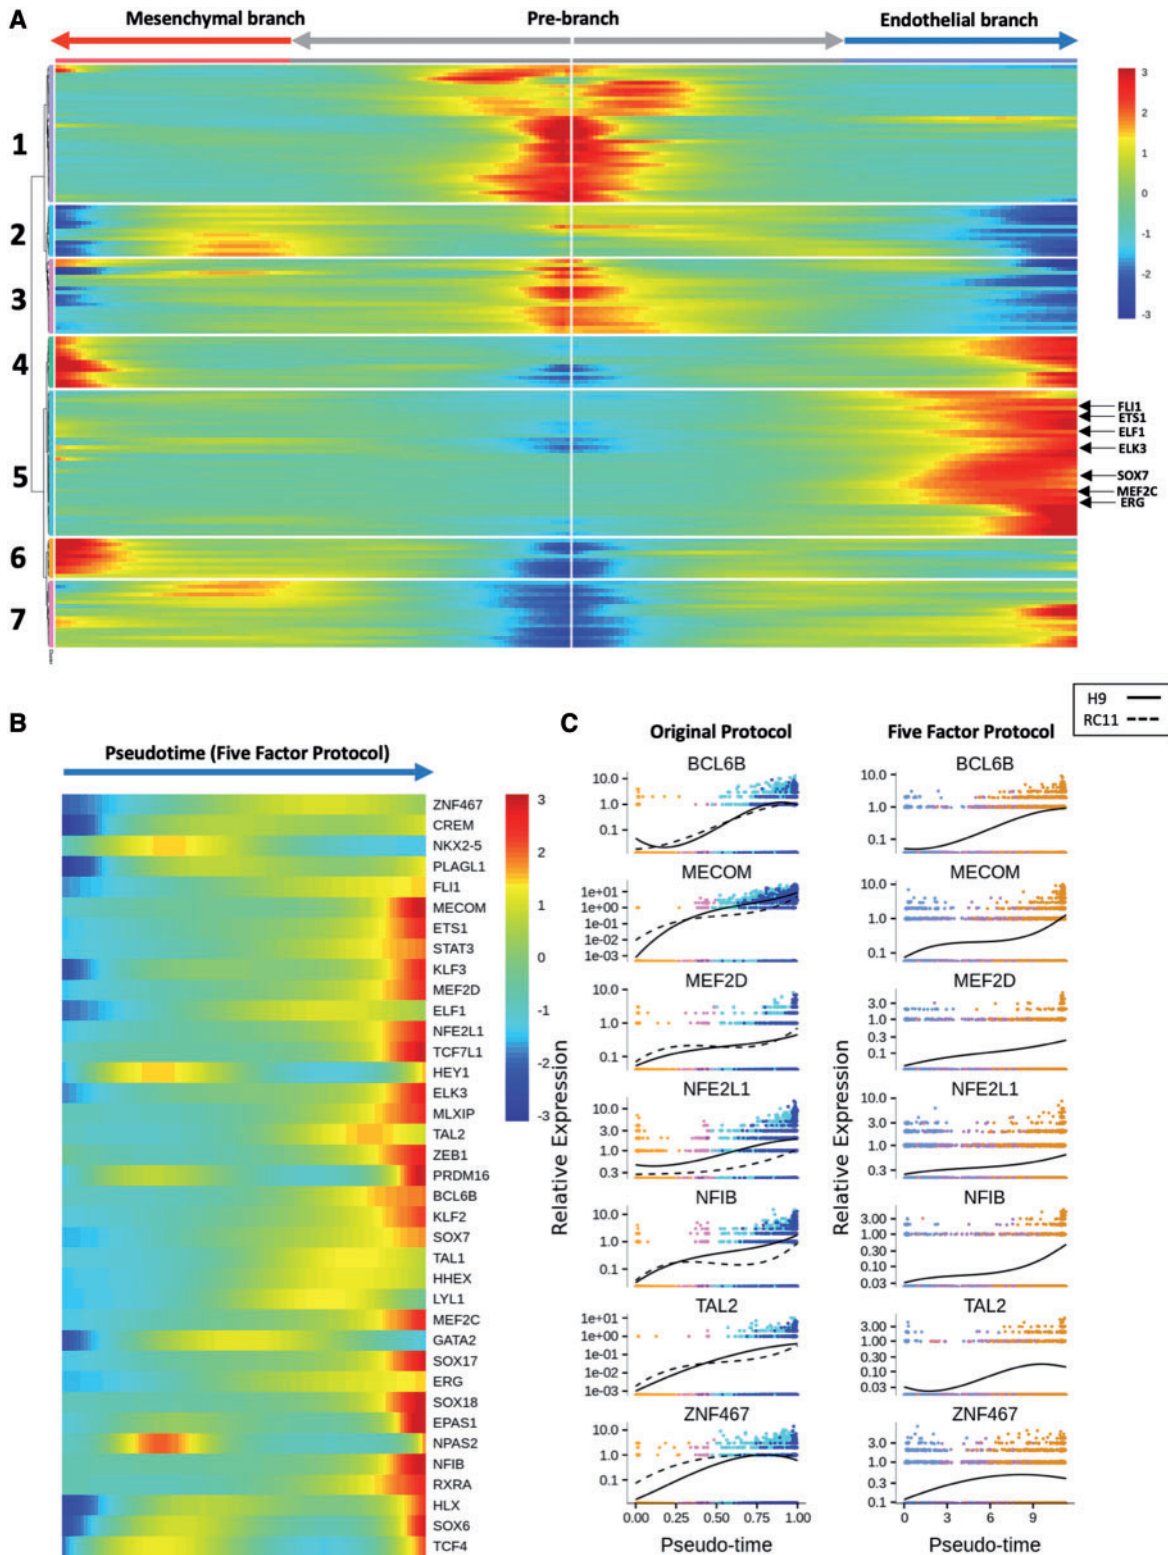 A
Mesenchymal branch
Pre-branch
Endothelial branch
1
2
3
4
5
6
7
3
2
1
0
-1
-2
-3
FLI1
ETS1
ELF1
ELK3
SOX7
MEF2C
ERG
B
Pseudotime (Five Factor Protocol)
ZNF467
CREM
NKX2-5
PLAGL1
FLI1
MECOM
ETS1
STAT3
KLF3
MEF2D
ELF1
NFE2L1
TCF7L1
HEY1
ELK3
MLXIP
TAL2
ZEB1
PRDM16
BCL6B
KLF2
SOX7
TAL1
HHEX
LYL1
MEF2C
GATA2
SOX17
ERG
SOX18
EPAS1
NPAS2
NFIB
RXRA
HLX
SOX6
TCF4
3
2
1
0
-1
-2
-3
C
H9
RC11
Original Protocol
Five Factor Protocol
Relative Expression
Relative Expression
BCL6B
10.0
1.0
0.1
BCL6B
10.0
1.0
0.1
MECOM
1e+01
1e+00
1e-01
1e-02
1e-03
MECOM
10.0
1.0
0.1
MEF2D
10.0
1.0
0.1
MEF2D
3.0
1.0
0.3
0.1
NFE2L1
10.0
3.0
1.0
0.3
NFE2L1
10.0
3.0
1.0
0.3
NFIB
10.0
1.0
0.1
NFIB
3.00
1.00
0.30
0.10
0.03
TAL2
1e+01
1e+00
1e-01
1e-02
1e-03
TAL2
3.00
1.00
0.30
0.10
0.03
ZNF467
10.0
1.0
0.1
0.00 0.25 0.50 0.75 1.00
Pseudo-time
ZNF467
3.0
1.0
0.3
0.1
0 3 6 9
Pseudo-time